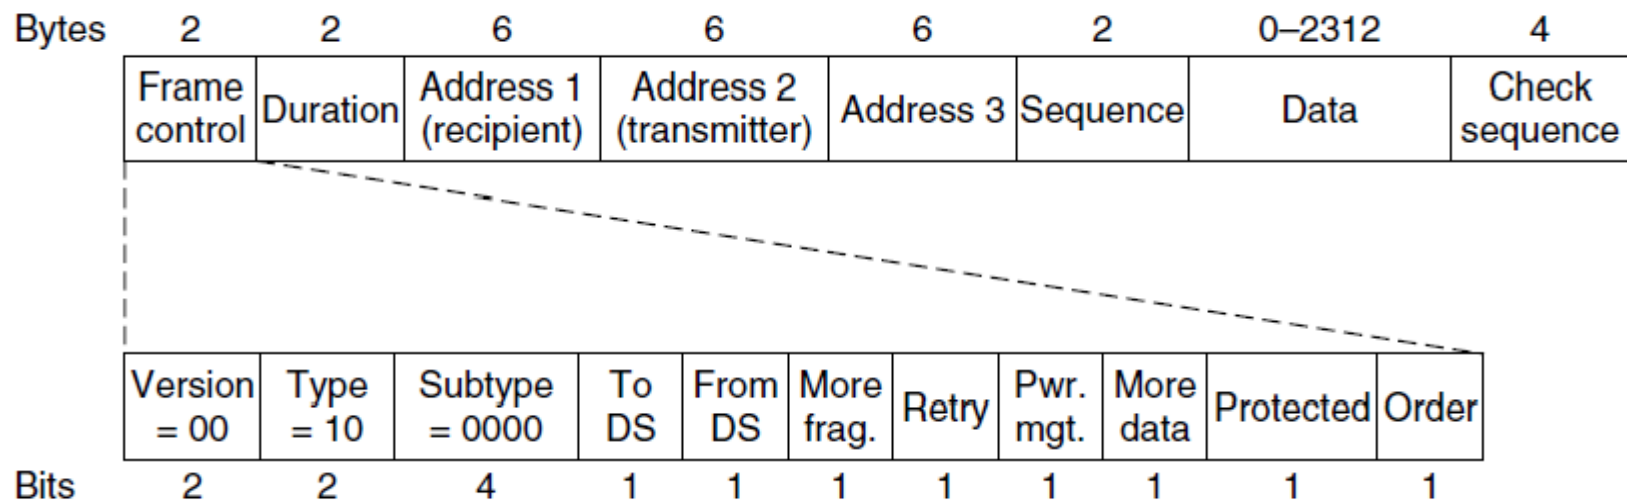 Bytes 2 2 6 6 6 2 0–2312 4
Frame control Duration Address 1 (recipient) Address 2 (transmitter) Address 3 Sequence Data Check sequence
Version = 00 Type = 10 Subtype = 0000 To DS From DS More frag. Retry Pwr. mgt. More data Protected Order
Bits 2 2 4 1 1 1 1 1 1 1 1